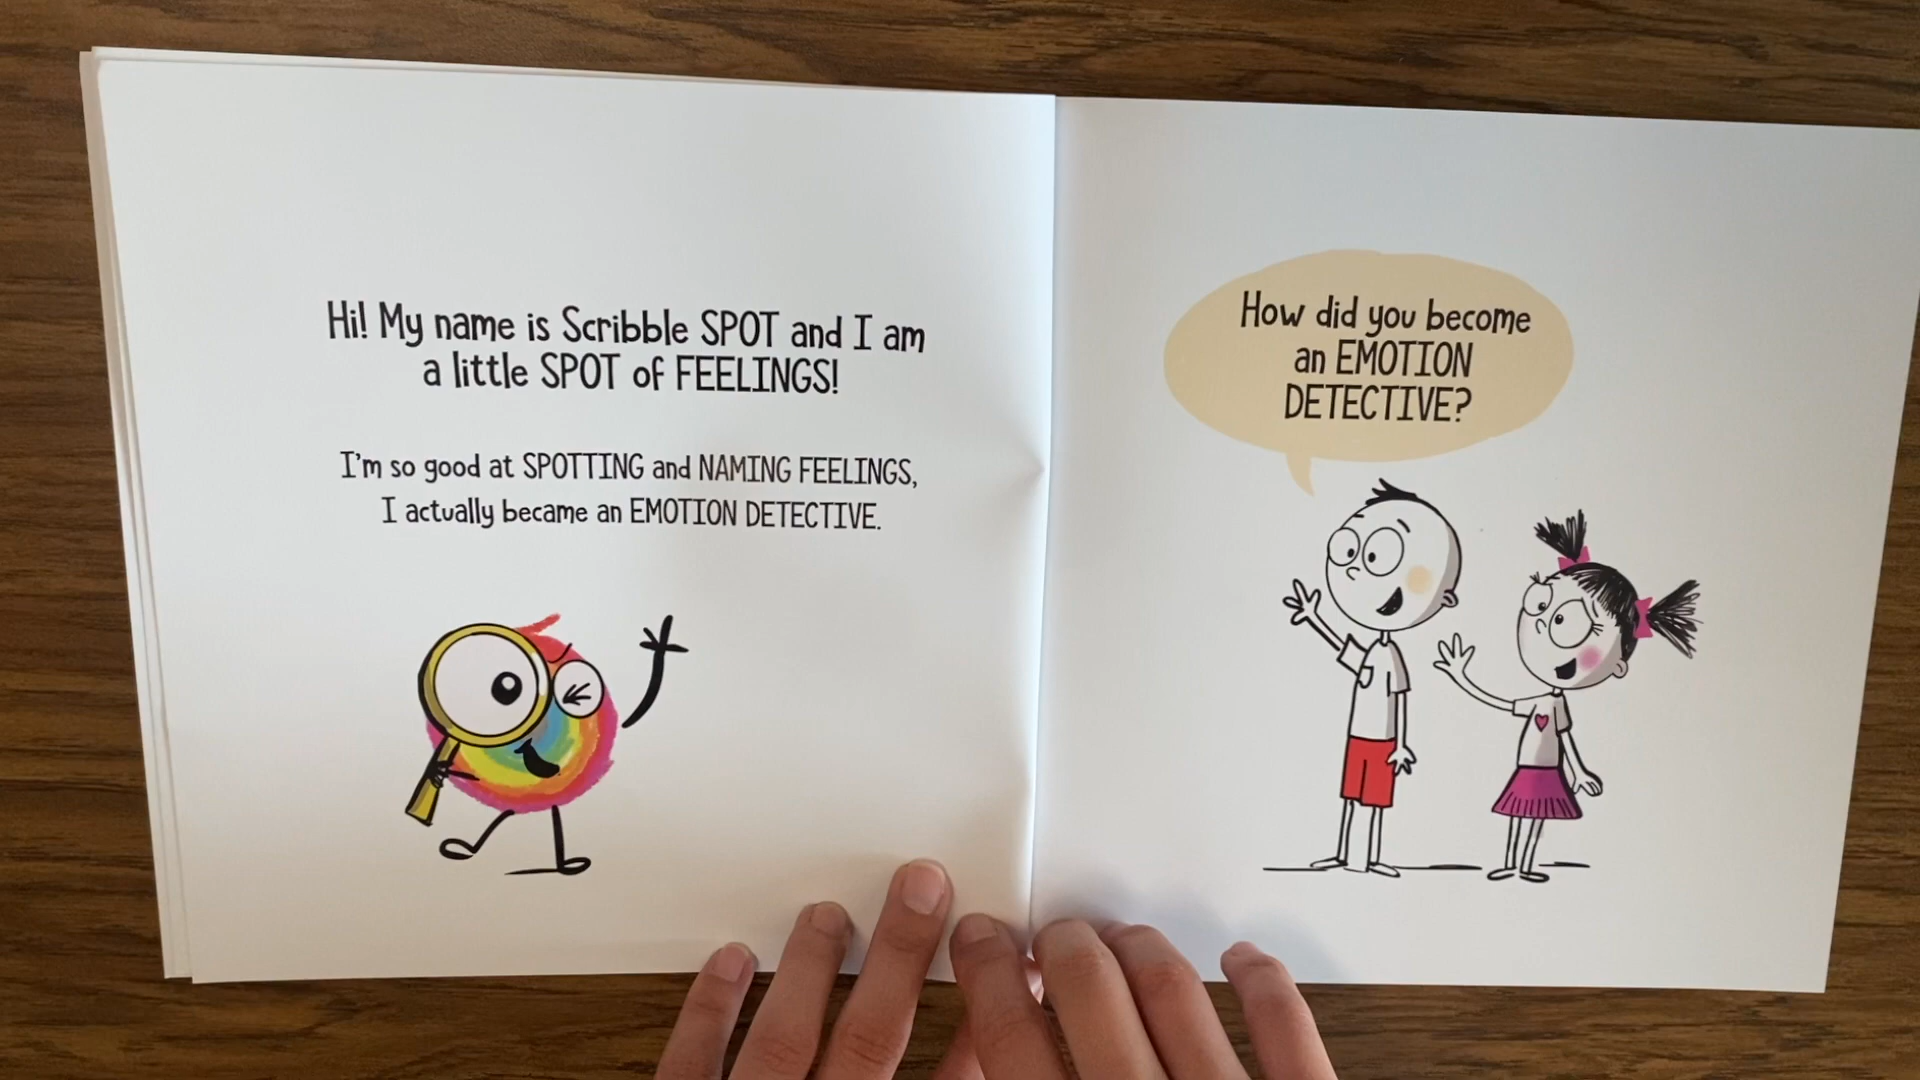 Hi! My name is Scribble SPOT and I am
a little SPOT of FEELINGS!
I'm so good at SPOTTING and NAMING FEELINGS,
I actually became an EMOTION DETECTIVE.
How did you become
an EMOTION
DETECTIVE?